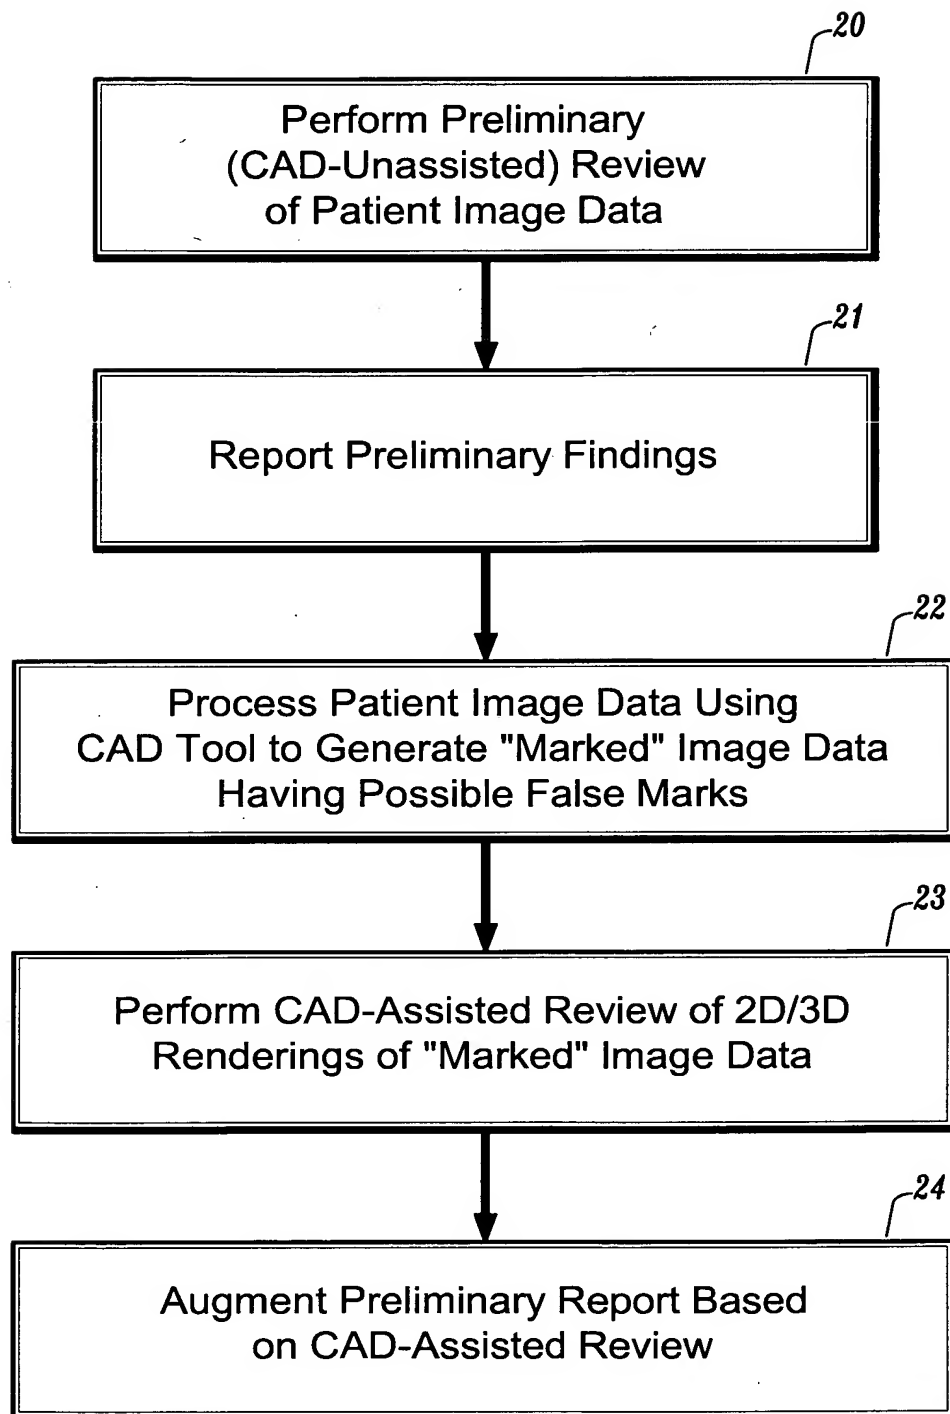 20
Perform Preliminary
(CAD-Unassisted) Review
of Patient Image Data
21
Report Preliminary Findings
22
Process Patient Image Data Using
CAD Tool to Generate "Marked" Image Data
Having Possible False Marks
23
Perform CAD-Assisted Review of 2D/3D
Renderings of "Marked" Image Data
24
Augment Preliminary Report Based
on CAD-Assisted Review